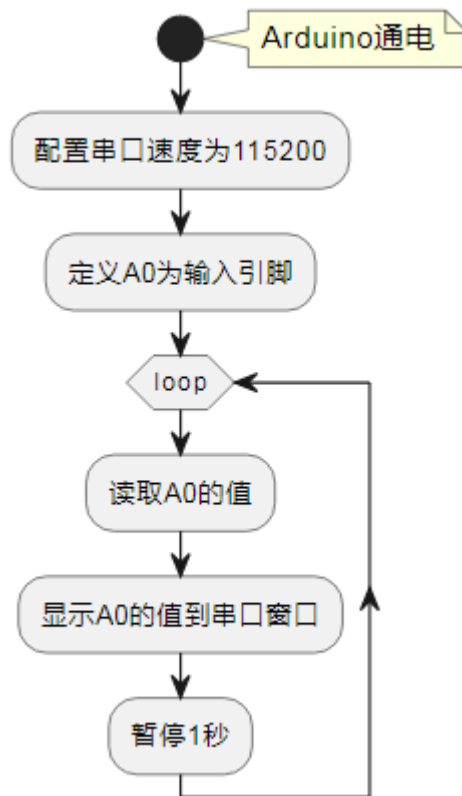 Arduino通电
配置串口速度为115200
定义A0为输入引脚
loop
读取A0的值
显示A0的值到串口窗口
暂停1秒